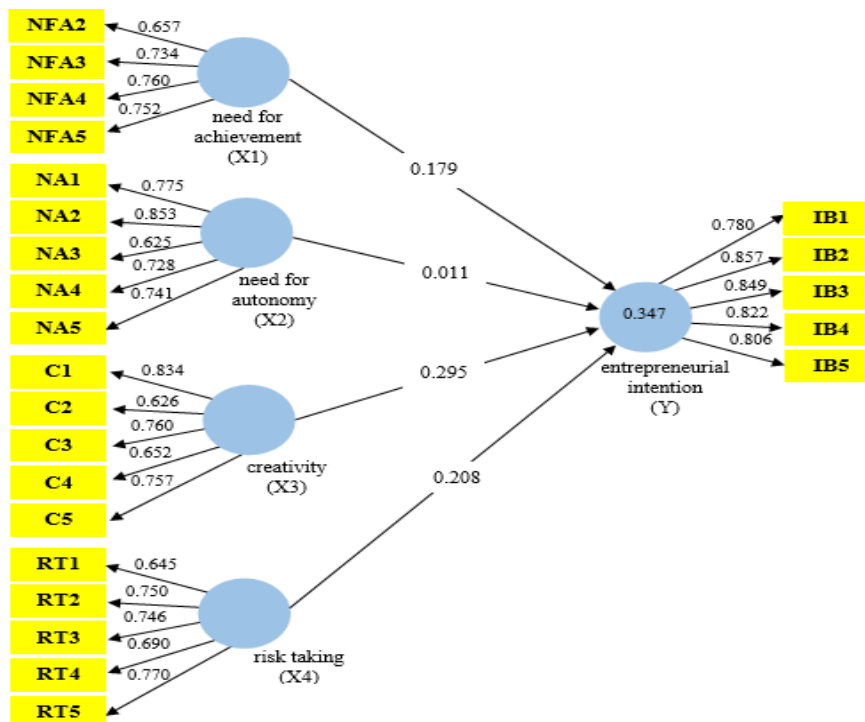 NFA2
0.657
NFA3
0.734
NFA4
0.760
NFA5
0.752
need for
achievement
(X1)
0.179
NA1
0.775
NA2
0.853
NA3
0.625
NA4
0.728
NA5
0.741
need for
autonomy
(X2)
0.011
C1
0.834
C2
0.626
C3
0.760
C4
0.652
C5
0.757
creativity
(X3)
0.295
RT1
0.645
RT2
0.750
RT3
0.746
RT4
0.690
RT5
0.770
risk taking
(X4)
0.208
0.347
entrepreneurial
intention
(Y)
0.780
IB1
0.857
IB2
0.849
IB3
0.822
IB4
0.806
IB5